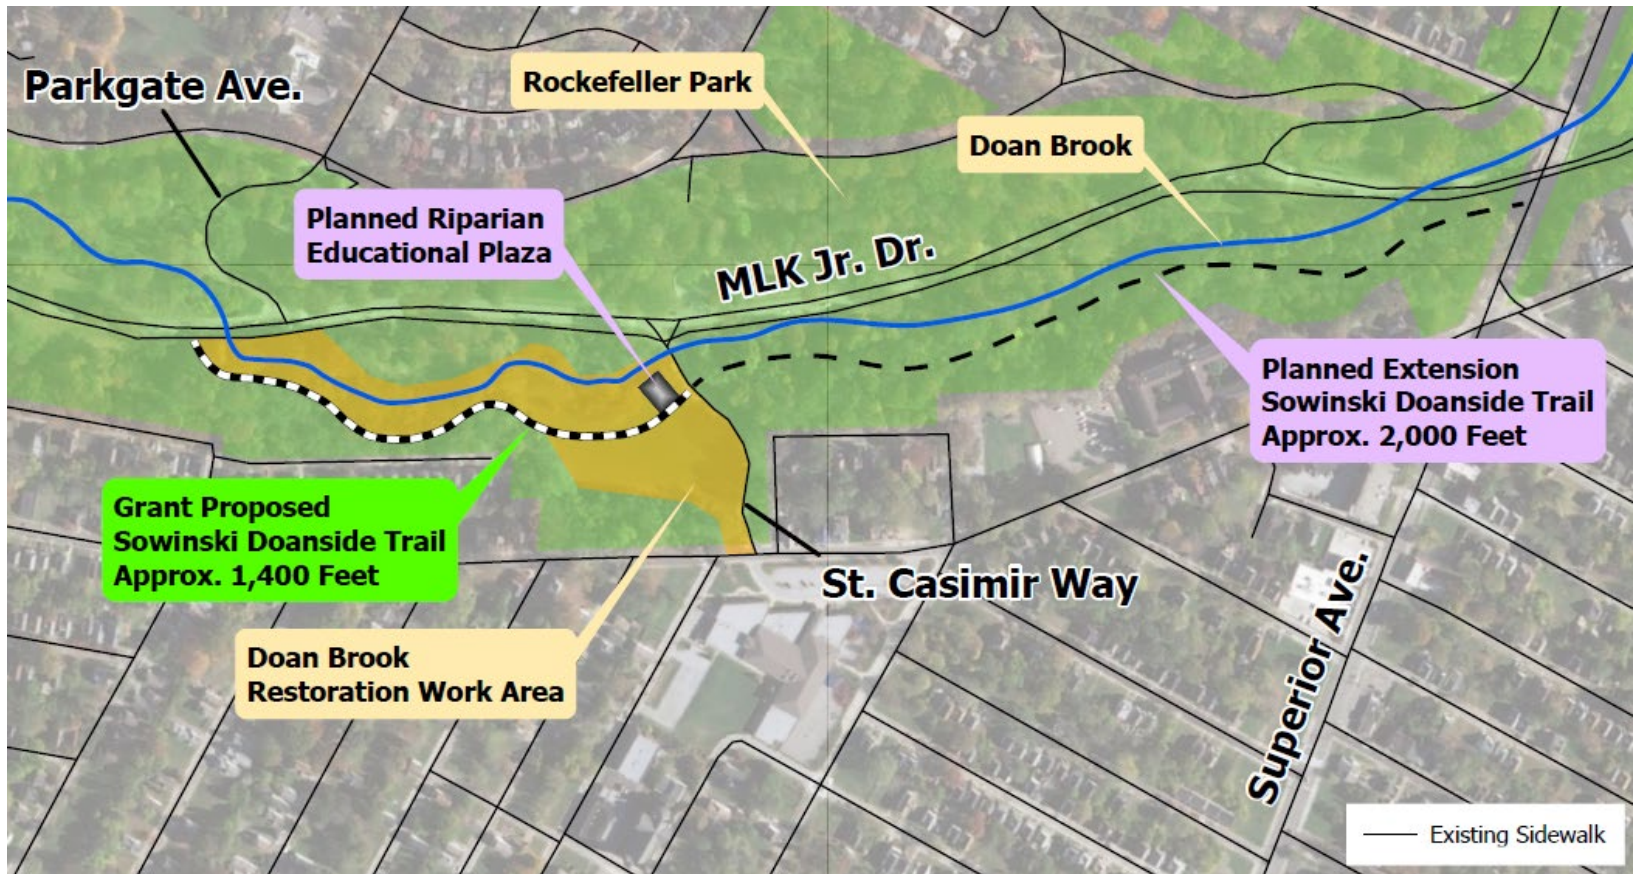 Parkgate Ave.
Rockefeller Park
Doan Brook
Planned Riparian
Educational Plaza
MLK Jr. Dr.
Planned Extension
Sowinski Doanside Trail
Approx. 2,000 Feet
Grant Proposed
Sowinski Doanside Trail
Approx. 1,400 Feet
St. Casimir Way
Doan Brook
Restoration Work Area
Superior Ave.
Existing Sidewalk